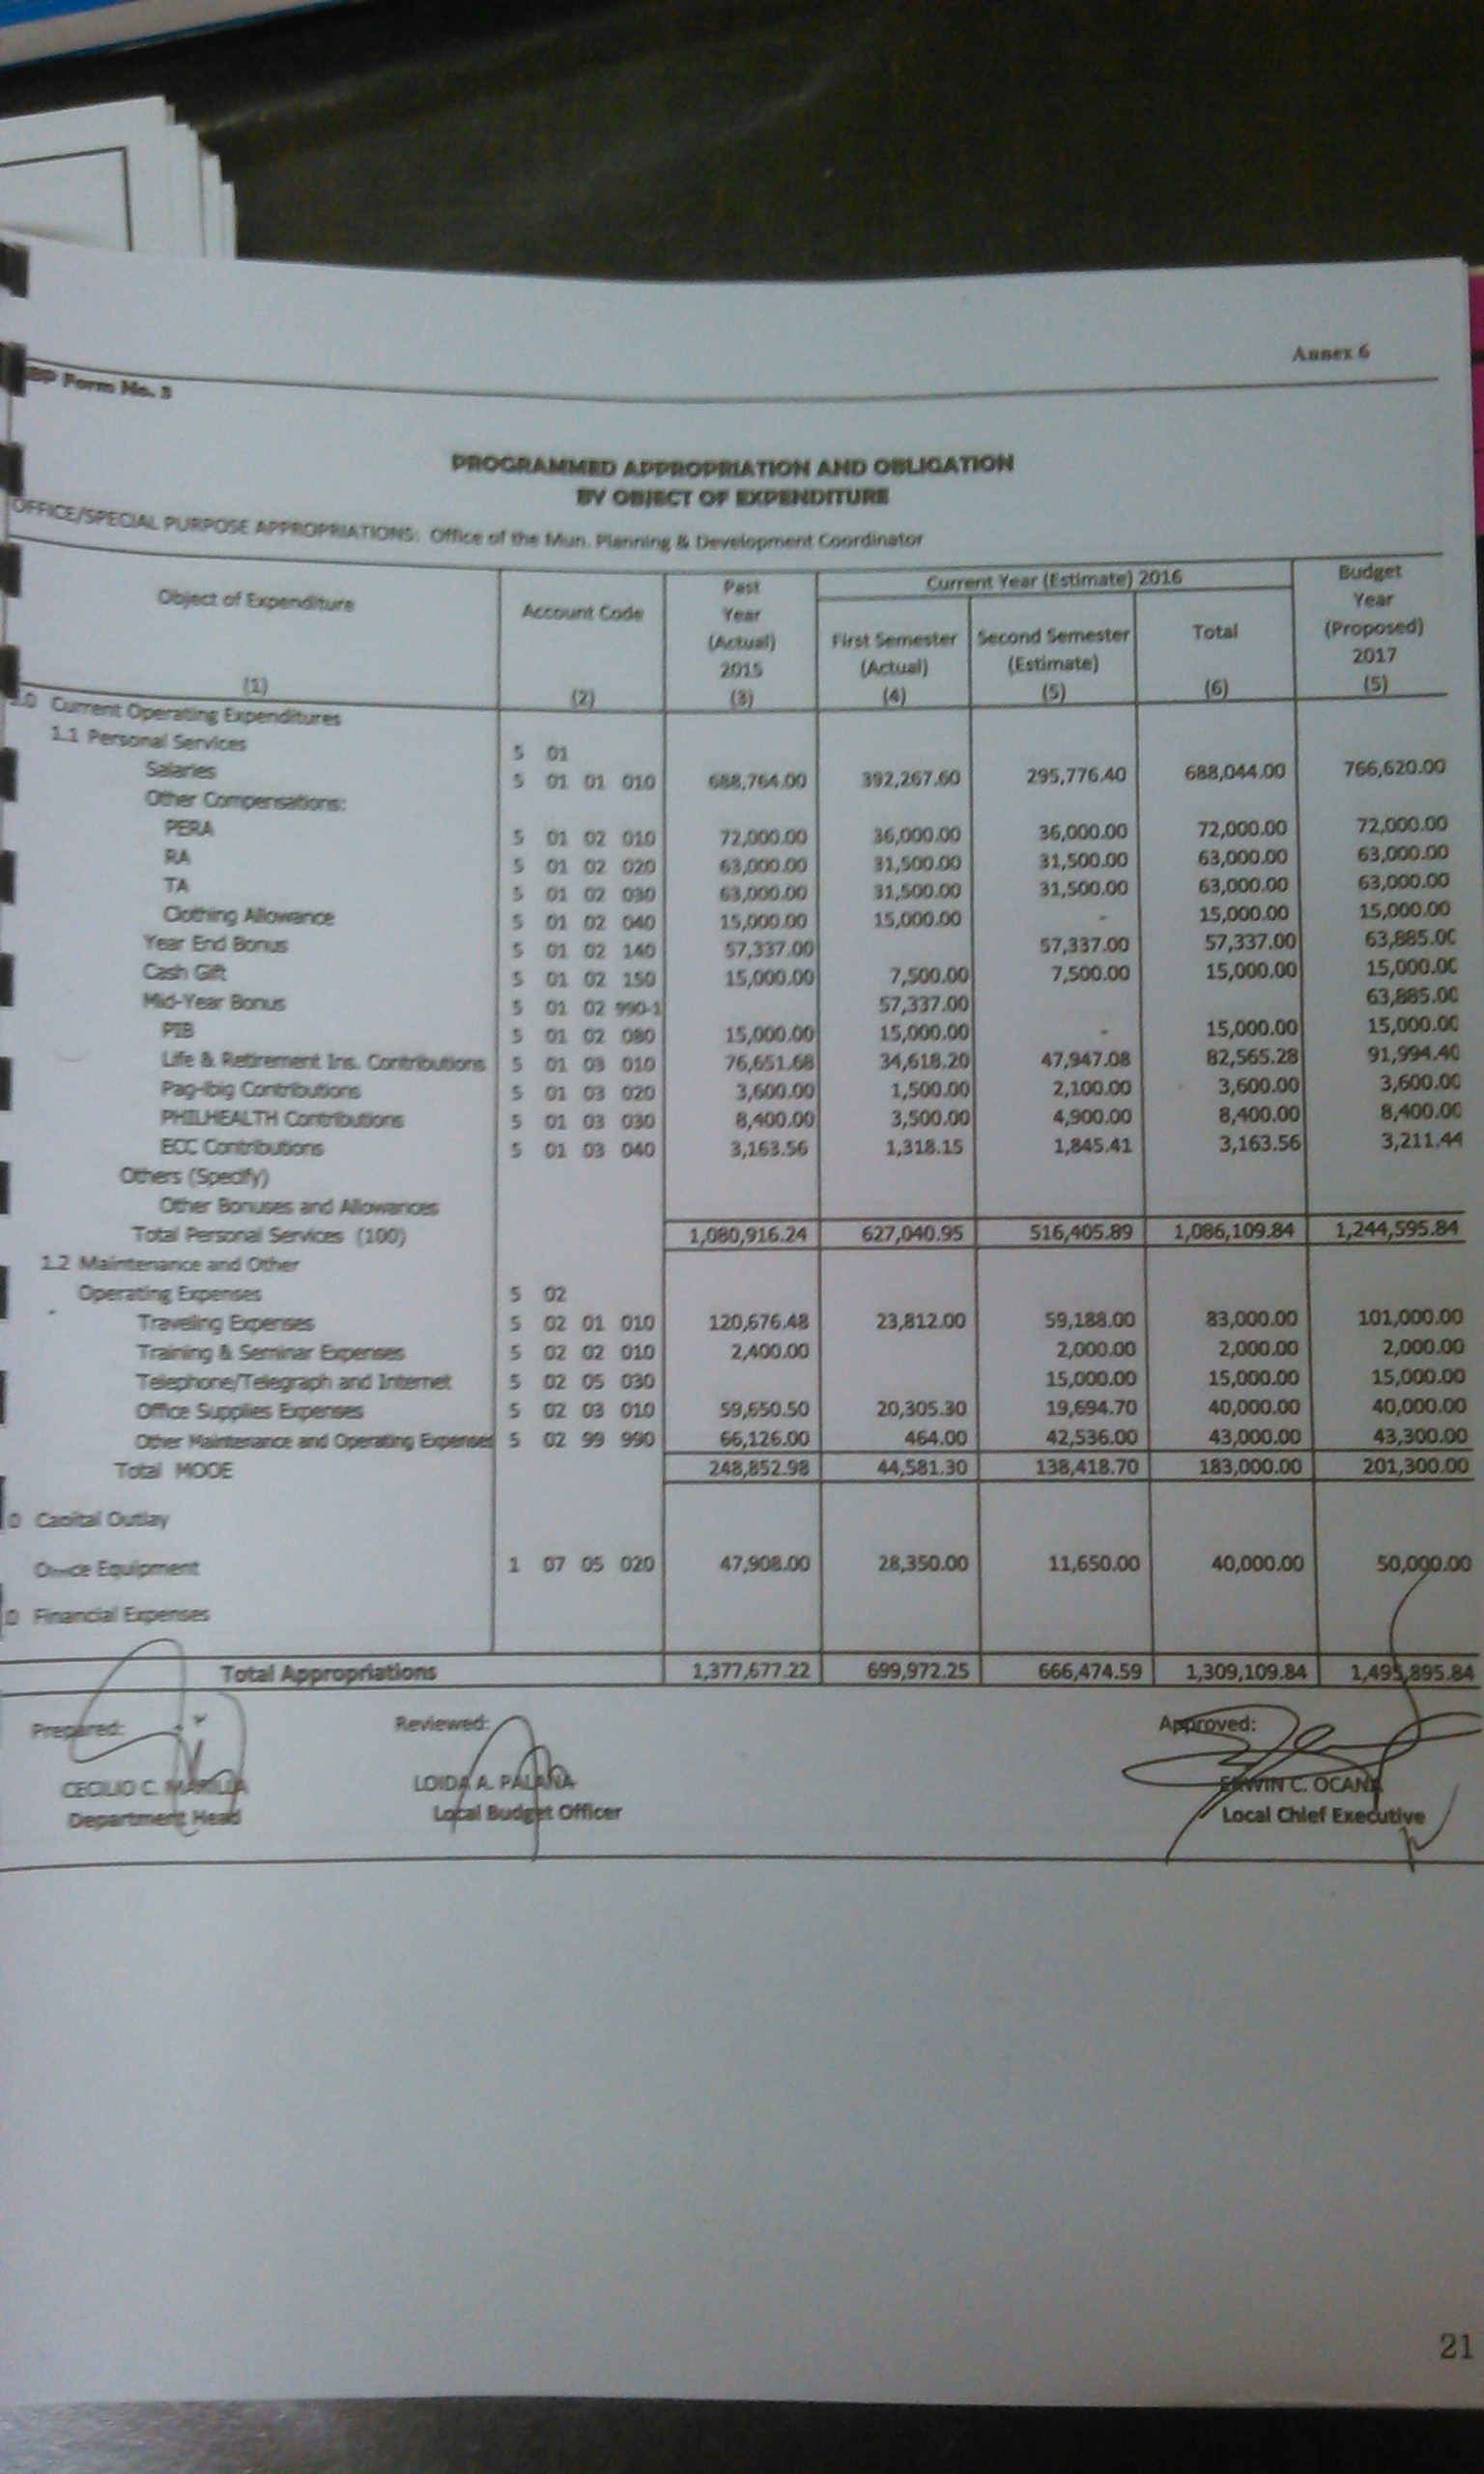 Annex 6
BP Form No. 3
PROGRAMMED APPROPRIATION AND OBLIGATION
BY OBJECT OF EXPENDITURE
OFFICE/SPECIAL PURPOSE APPROPRIATIONS: Office of the Mun. Planning & Development Coordinator
Object of Expenditure (1) Account Code (2) Past Year (Actual) 2015 (3) Current Year (Estimate) 2016 First Semester (Actual) (4) Second Semester (Estimate) (5) Total (6) Budget Year (Proposed) 2017 (5)
.0 Current Operating Expenditures
1.1 Personal Services 5 01
Salaries 5 01 01 010 688,764.00 392,267.60 295,776.40 688,044.00 766,620.00
Other Compensations:
PERA 5 01 02 010 72,000.00 36,000.00 36,000.00 72,000.00 72,000.00
RA 5 01 02 020 63,000.00 31,500.00 31,500.00 63,000.00 63,000.00
TA 5 01 02 030 63,000.00 31,500.00 31,500.00 63,000.00 63,000.00
Clothing Allowance 5 01 02 040 15,000.00 15,000.00 - 15,000.00 15,000.00
Year End Bonus 5 01 02 140 57,337.00 57,337.00 57,337.00 63,885.00
Cash Gift 5 01 02 150 15,000.00 7,500.00 7,500.00 15,000.00 15,000.00
Mid-Year Bonus 5 01 02 990-1 57,337.00 63,885.00
PIB 5 01 02 080 15,000.00 15,000.00 - 15,000.00 15,000.00
Life & Retirement Ins. Contributions 5 01 03 010 76,651.68 34,618.20 47,947.08 82,565.28 91,994.40
Pag-ibig Contributions 5 01 03 020 3,600.00 1,500.00 2,100.00 3,600.00 3,600.00
PHILHEALTH Contributions 5 01 03 030 8,400.00 3,500.00 4,900.00 8,400.00 8,400.00
ECC Contributions 5 01 03 040 3,163.56 1,318.15 1,845.41 3,163.56 3,211.44
Others (Specify)
Other Bonuses and Allowances
Total Personal Services (100) 1,080,916.24 627,040.95 516,405.89 1,086,109.84 1,244,595.84
1.2 Maintenance and Other
Operating Expenses 5 02
Traveling Expenses 5 02 01 010 120,676.48 23,812.00 59,188.00 83,000.00 101,000.00
Training & Seminar Expenses 5 02 02 010 2,400.00 2,000.00 2,000.00 2,000.00
Telephone/Telegraph and Internet 5 02 05 030 15,000.00 15,000.00 15,000.00
Office Supplies Expenses 5 02 03 010 59,650.50 20,305.30 19,694.70 40,000.00 40,000.00
Other Maintenance and Operating Expenses 5 02 99 990 66,126.00 464.00 42,536.00 43,000.00 43,300.00
Total MOOE 248,852.98 44,581.30 138,418.70 183,000.00 201,300.00
0 Capital Outlay
Office Equipment 1 07 05 020 47,908.00 28,350.00 11,650.00 40,000.00 50,000.00
.0 Financial Expenses
Total Appropriations 1,377,677.22 699,972.25 666,474.59 1,309,109.84 1,495,895.84
Prepared: Reviewed: Approved:
CECILIO C. LOIDA A. PALAÑA ERWIN C. OCANA
Department Head Local Budget Officer Local Chief Executive
21